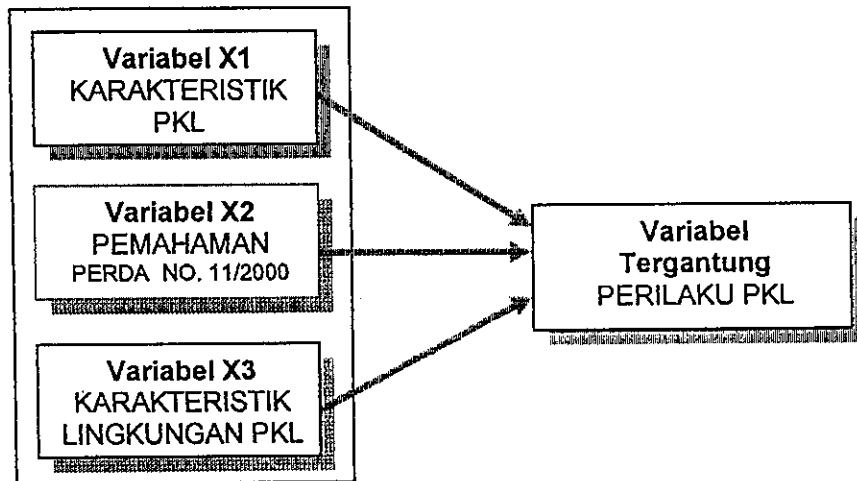 Variabel X1
KARAKTERISTIK
PKL
Variabel X2
PEMAHAMAN
PERDA NO. 11/2000
Variabel X3
KARAKTERISTIK
LINGKUNGAN PKL
Variabel
Tergantung
PERILAKU PKL